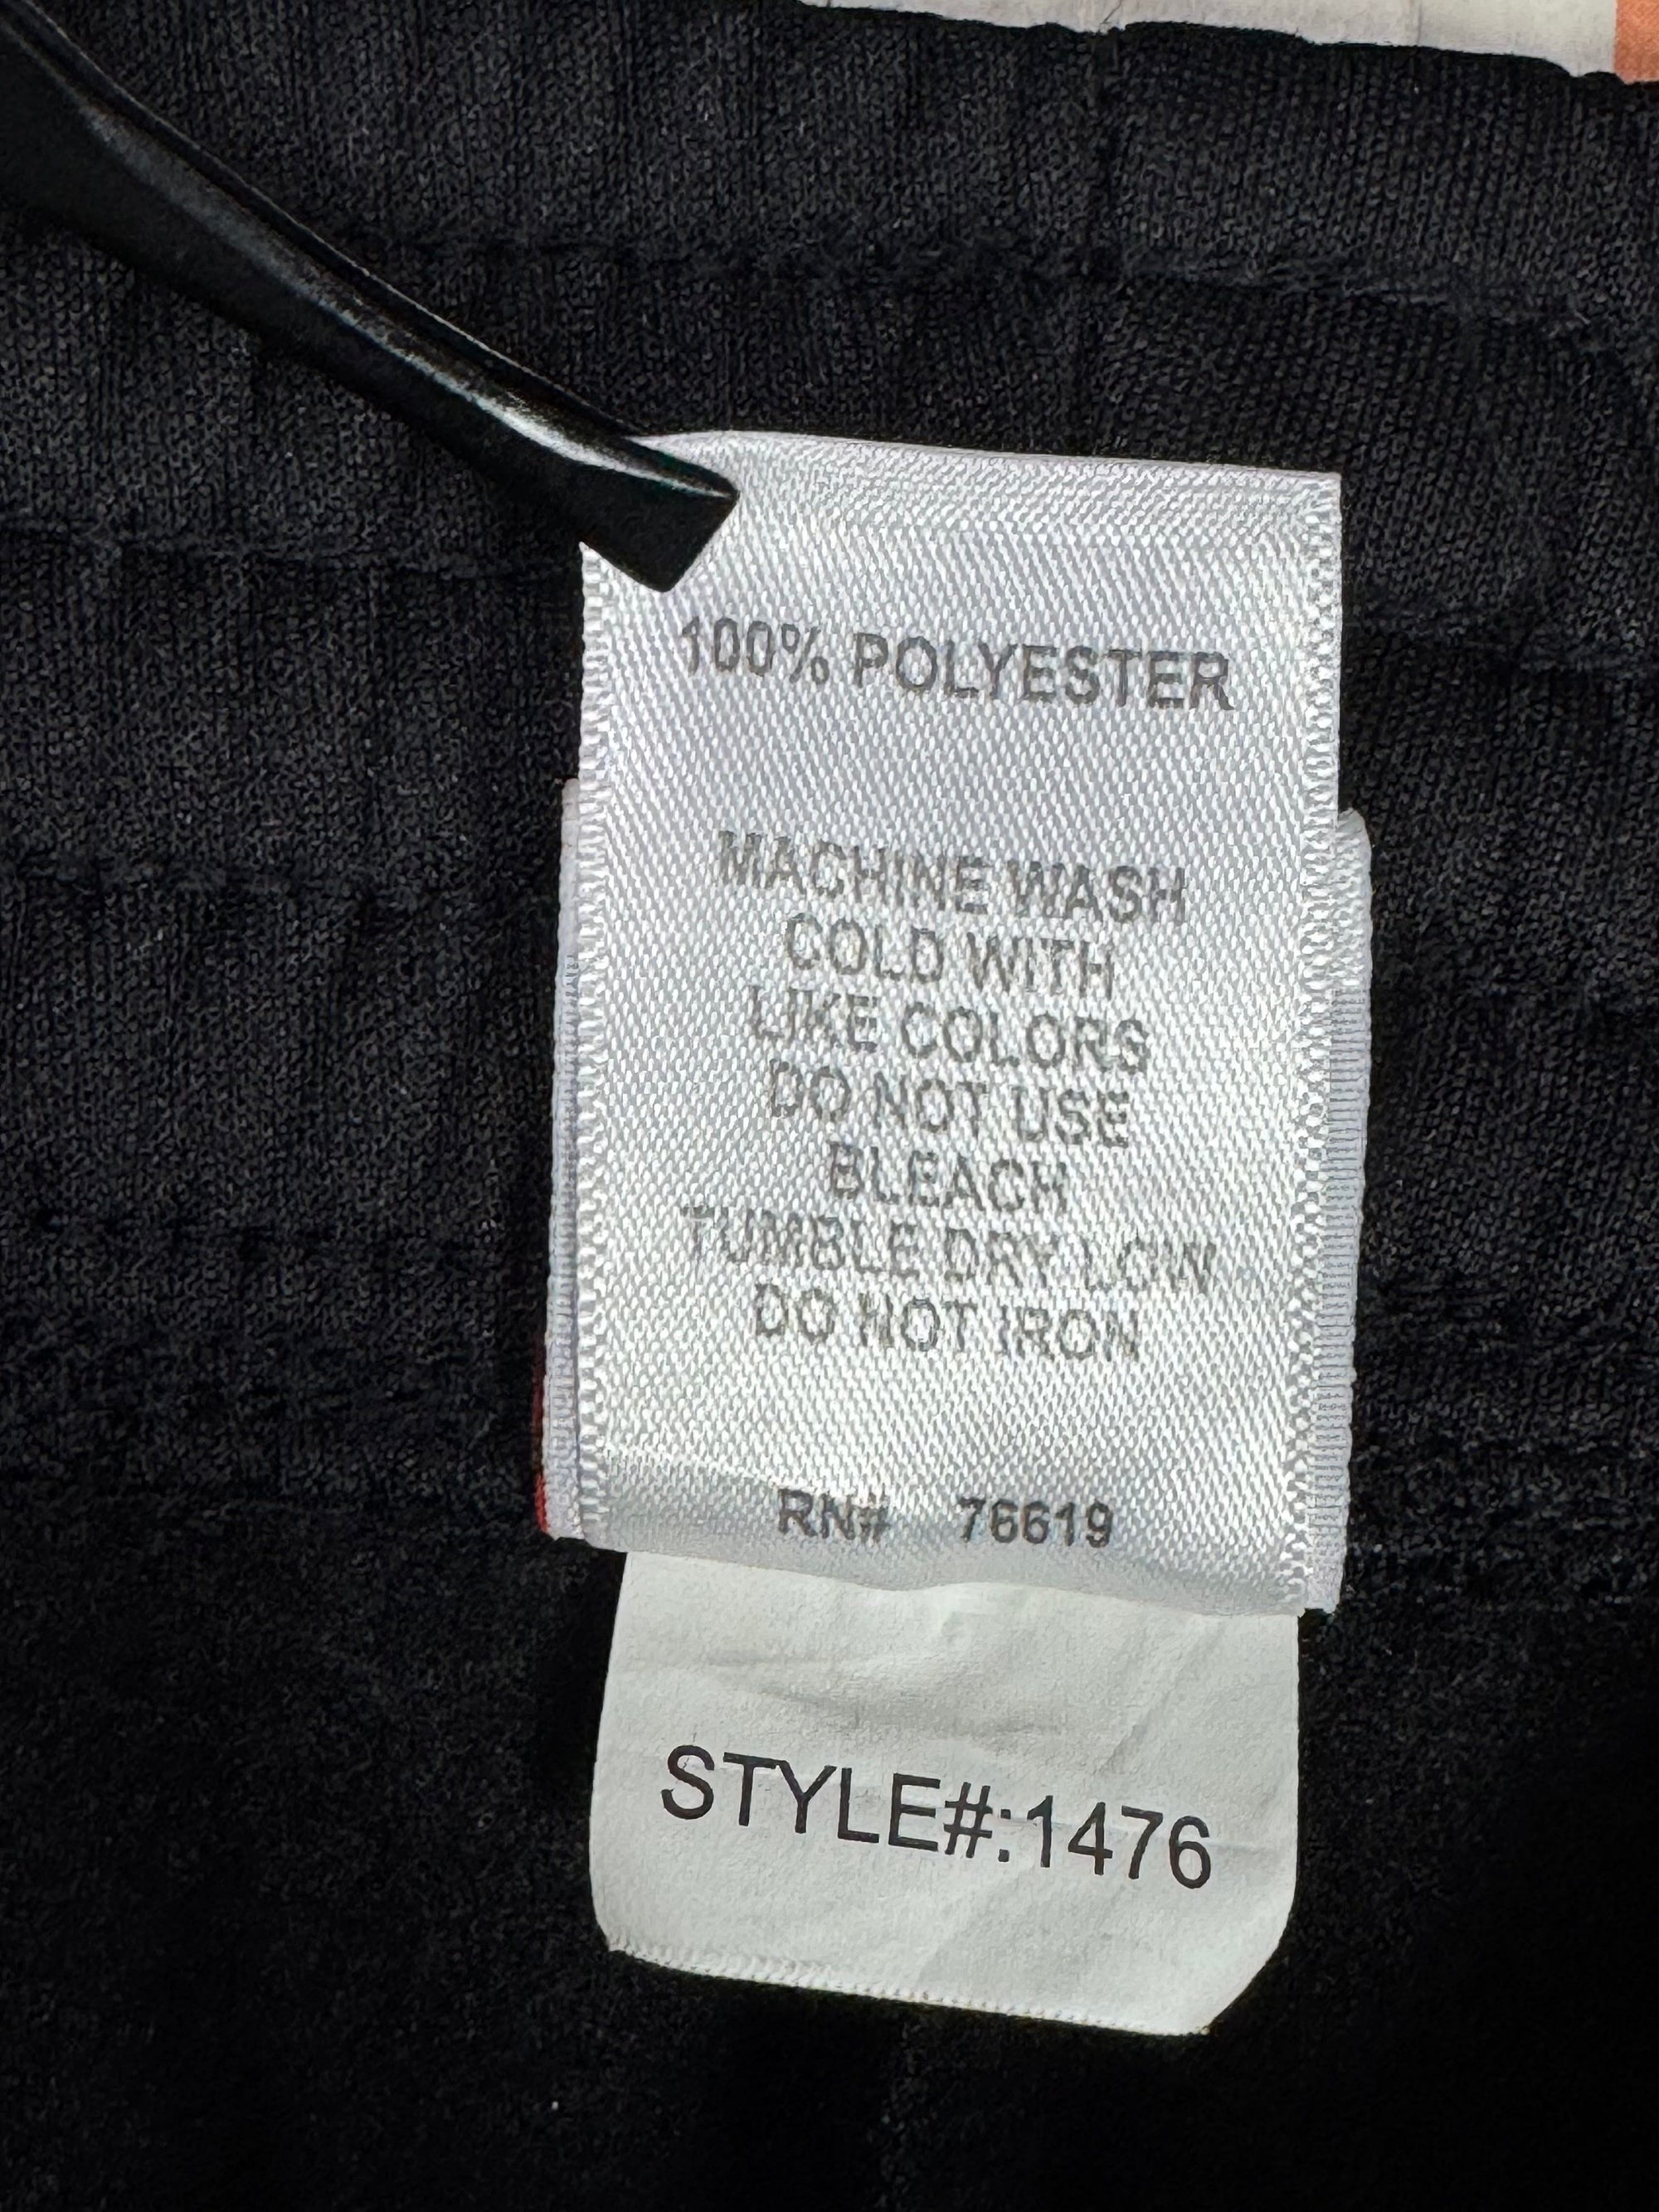 100% POLYESTER
MACHINE WASH
COLD WITH
LIKE COLORS
DO NOT USE
BLEACH
TUMBLE DRY LOW
DO NOT IRON
RN# 76619
STYLE#:1476